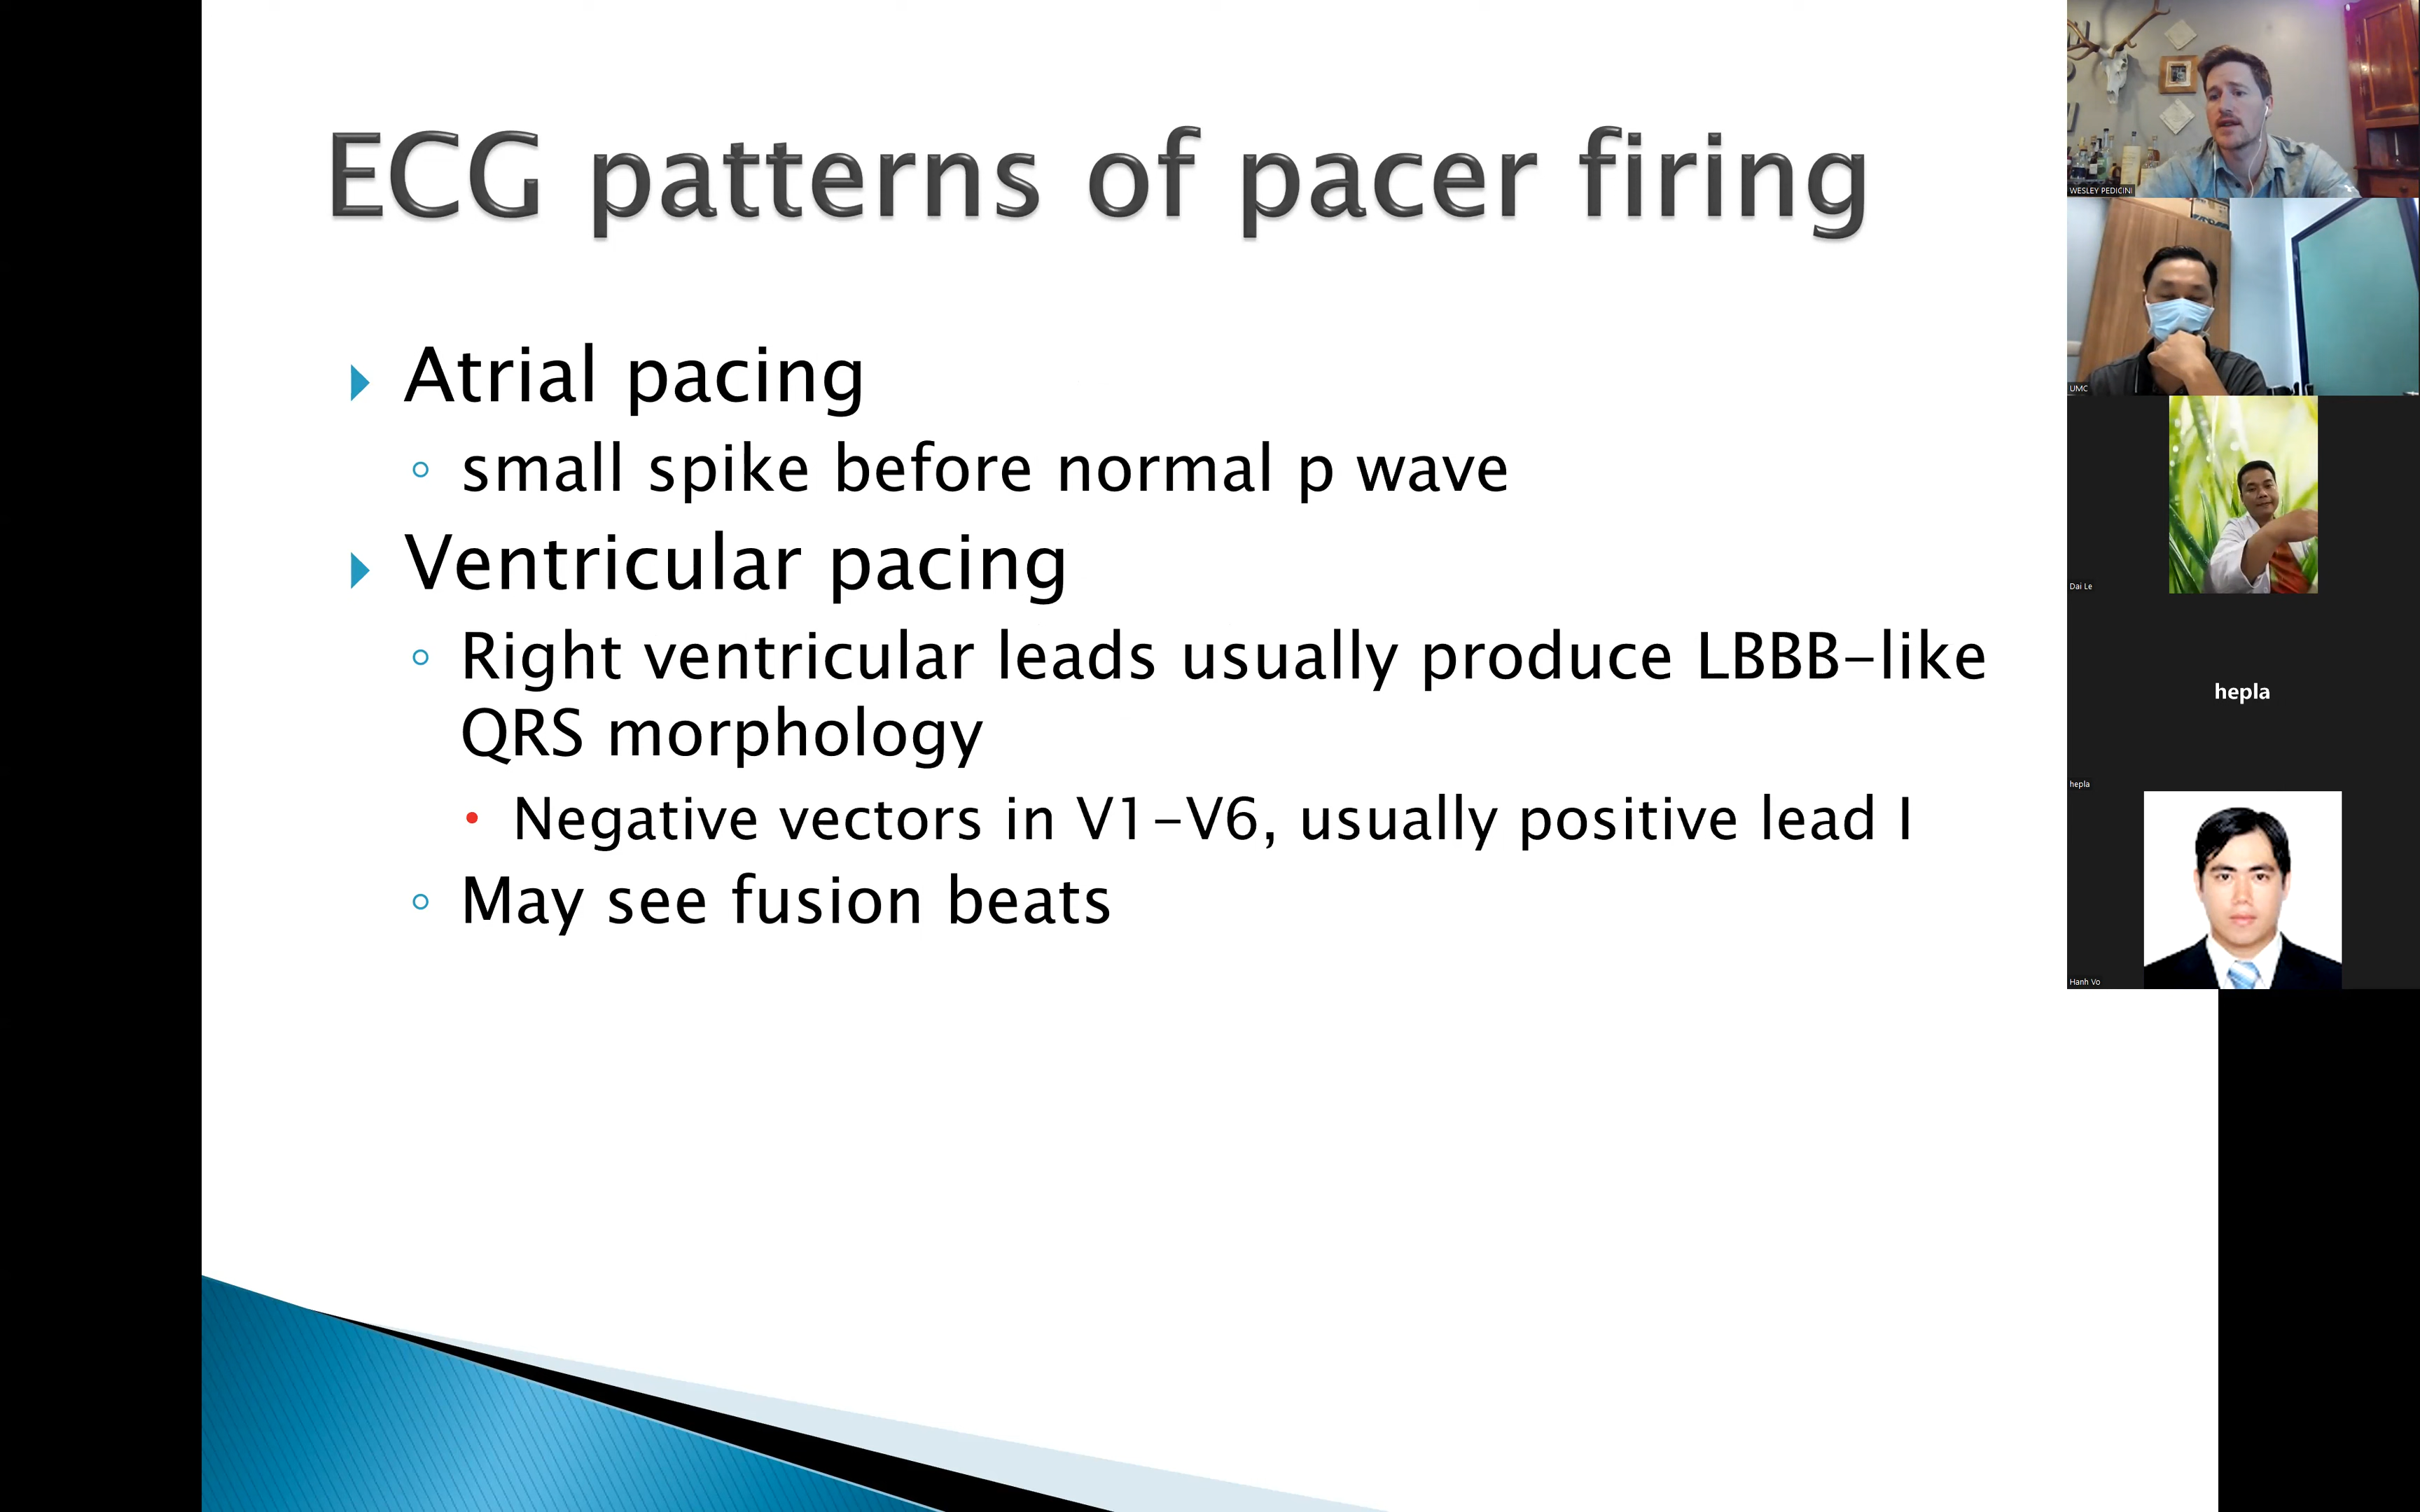 ECG patterns of pacer firing
Atrial pacing
small spike before normal p wave
Ventricular pacing
Right ventricular leads usually produce LBBB-like
QRS morphology
Negative vectors in V1-V6, usually positive lead I
May see fusion beats
WESLEY PEDICINI
UMC
Dai Le
hepla
hepla
Hanh Vo